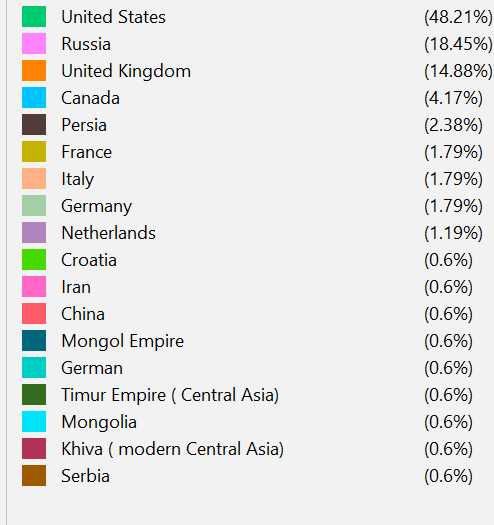 United States (48.21%)
Russia (18.45%)
United Kingdom (14.88%)
Canada (4.17%)
Persia (2.38%)
France (1.79%)
Italy (1.79%)
Germany (1.79%)
Netherlands (1.19%)
Croatia (0.6%)
Iran (0.6%)
China (0.6%)
Mongol Empire (0.6%)
German (0.6%)
Timur Empire ( Central Asia) (0.6%)
Mongolia (0.6%)
Khiva ( modern Central Asia) (0.6%)
Serbia (0.6%)